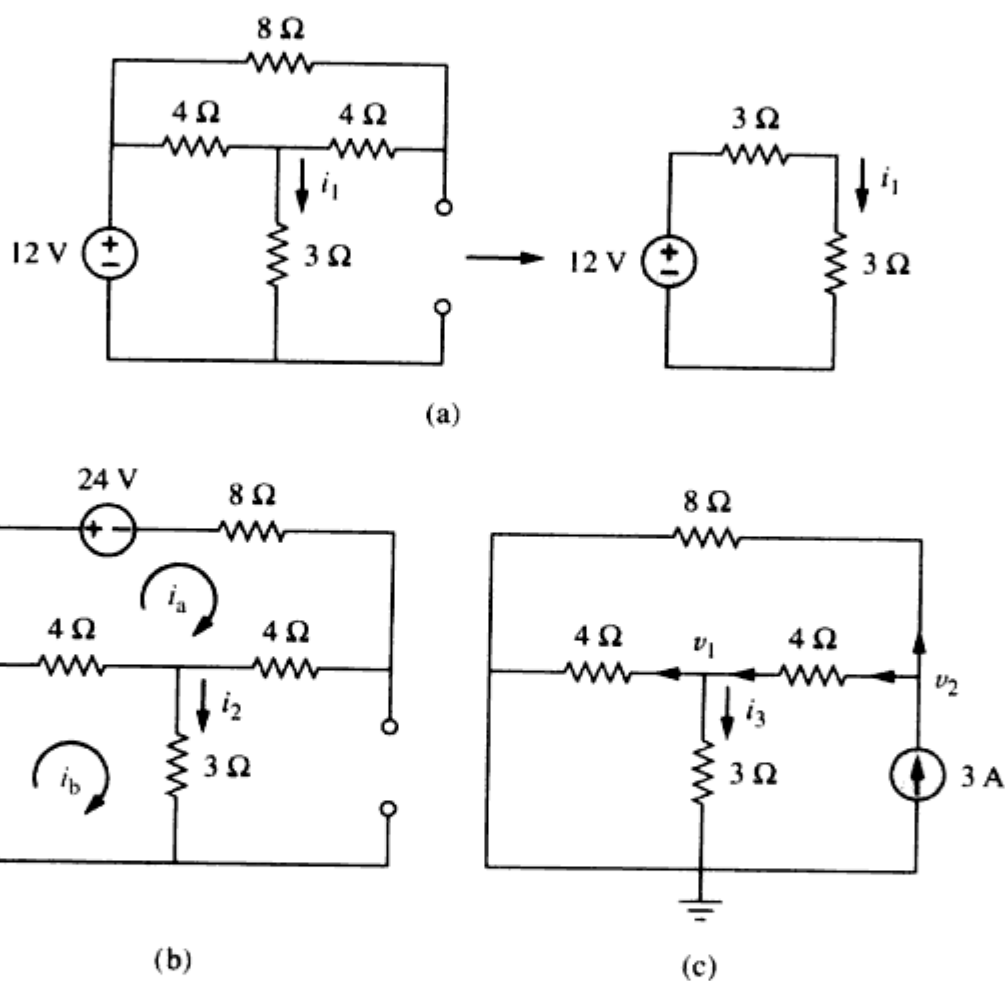 8 Ω
4 Ω 4 Ω 3 Ω
i1 i1
12 V + − 3 Ω 12 V + − 3 Ω
(a)
24 V
+ − 8 Ω 8 Ω
ia
4 Ω 4 Ω 4 Ω v1 4 Ω
i2 i3 v2
ib 3 Ω 3 Ω 3 A
(b) (c)